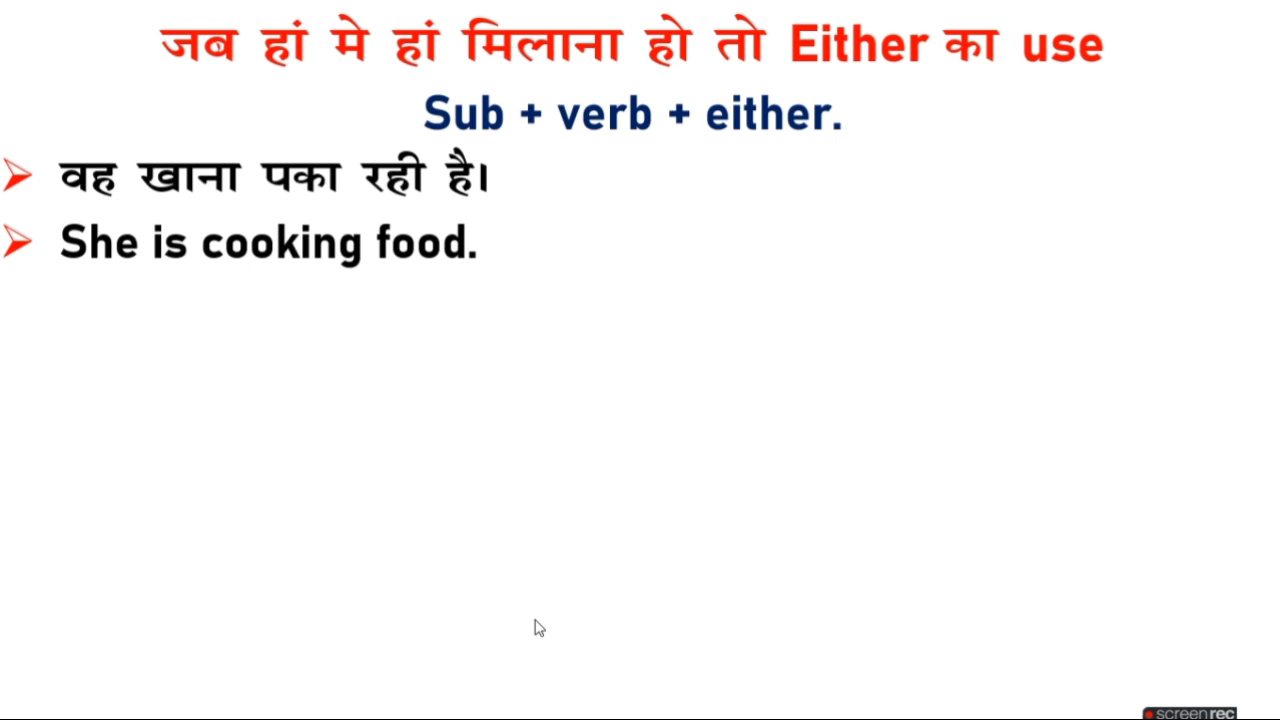 जब हां मे हां मिलाना हो तो Either का use
Sub + verb + either.
वह खाना पका रही है।
She is cooking food.
screenrec